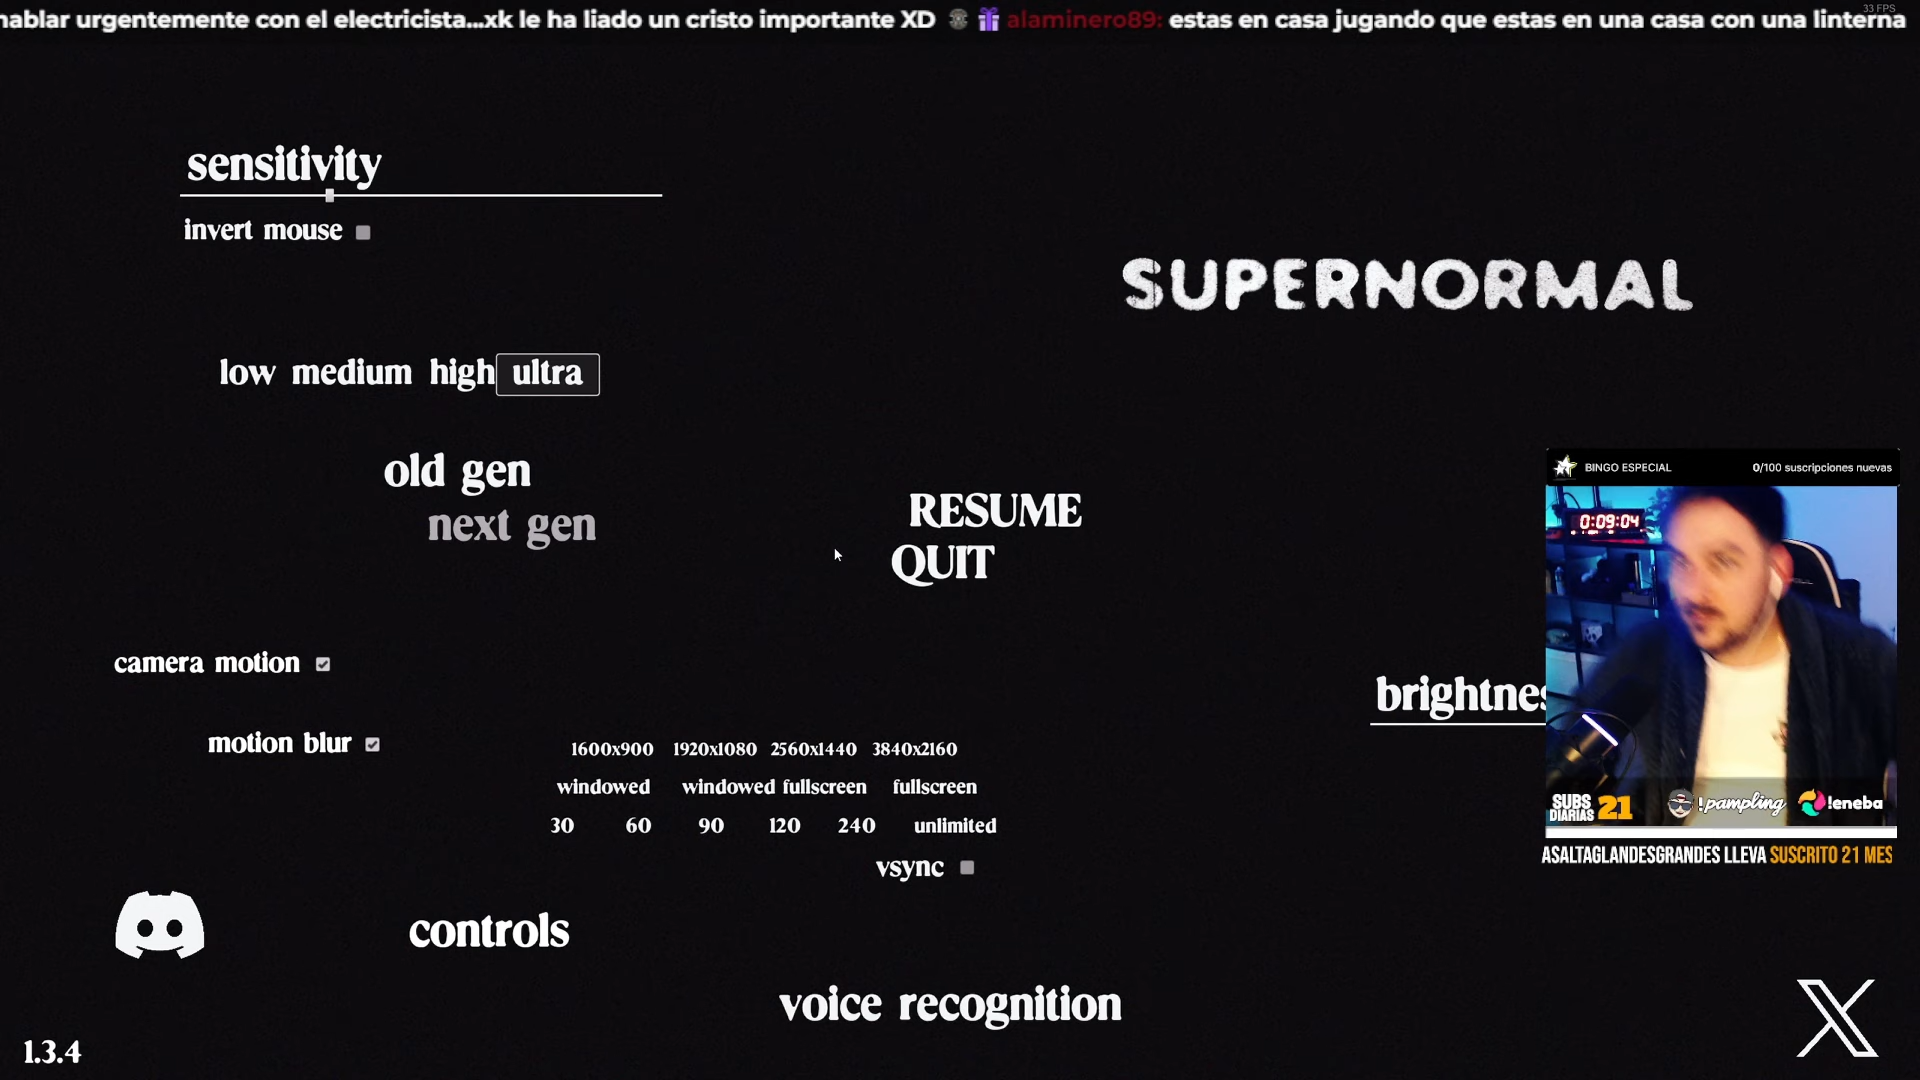 hablar urgentemente con el electricista...xk le ha liado un cristo importante XD alaminero89: estas en casa jugando que estas en una casa con una linterna
33 FPS
sensitivity
invert mouse
SUPERNORMAL
low medium high ultra
old gen
next gen
RESUME
QUIT
BINGO ESPECIAL 0/100 suscripciones nuevas
0:09:04
camera motion
brightnes
motion blur
1600x900 1920x1080 2560x1440 3840x2160
windowed windowed fullscreen fullscreen
30 60 90 120 240 unlimited
vsync
SUBS DIARIAS 21 !pampling !eneba
ASALTAGLANDESGRANDES LLEVA SUSCRITO 21 MES
controls
voice recognition
1.3.4